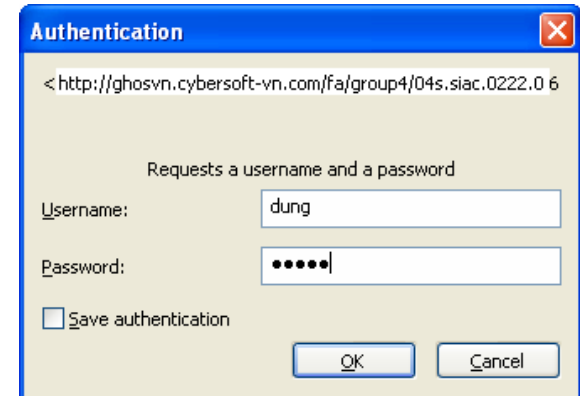 Authentication
<http://ghosvn.cybersoft-vn.com/fa/group4/04s.siac.0222.0 6
Requests a username and a password
Username: dung
Password: •••••
Save authentication
OK Cancel